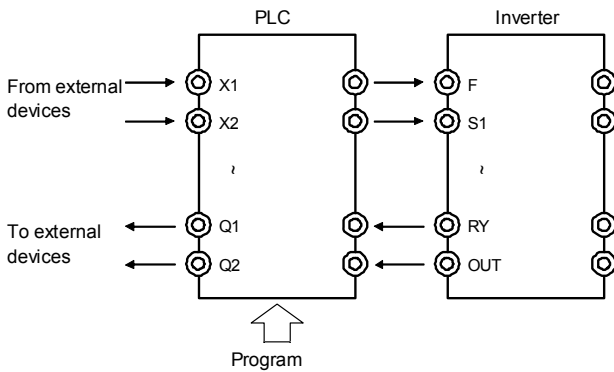 PLC
Inverter
From external
devices
X1
X2
~
Q1
Q2
F
S1
~
RY
OUT
To external
devices
Program